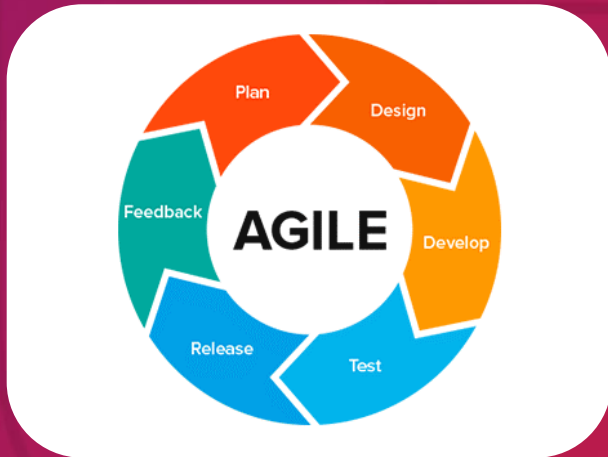 Plan
Design
Feedback
AGILE
Develop
Release
Test